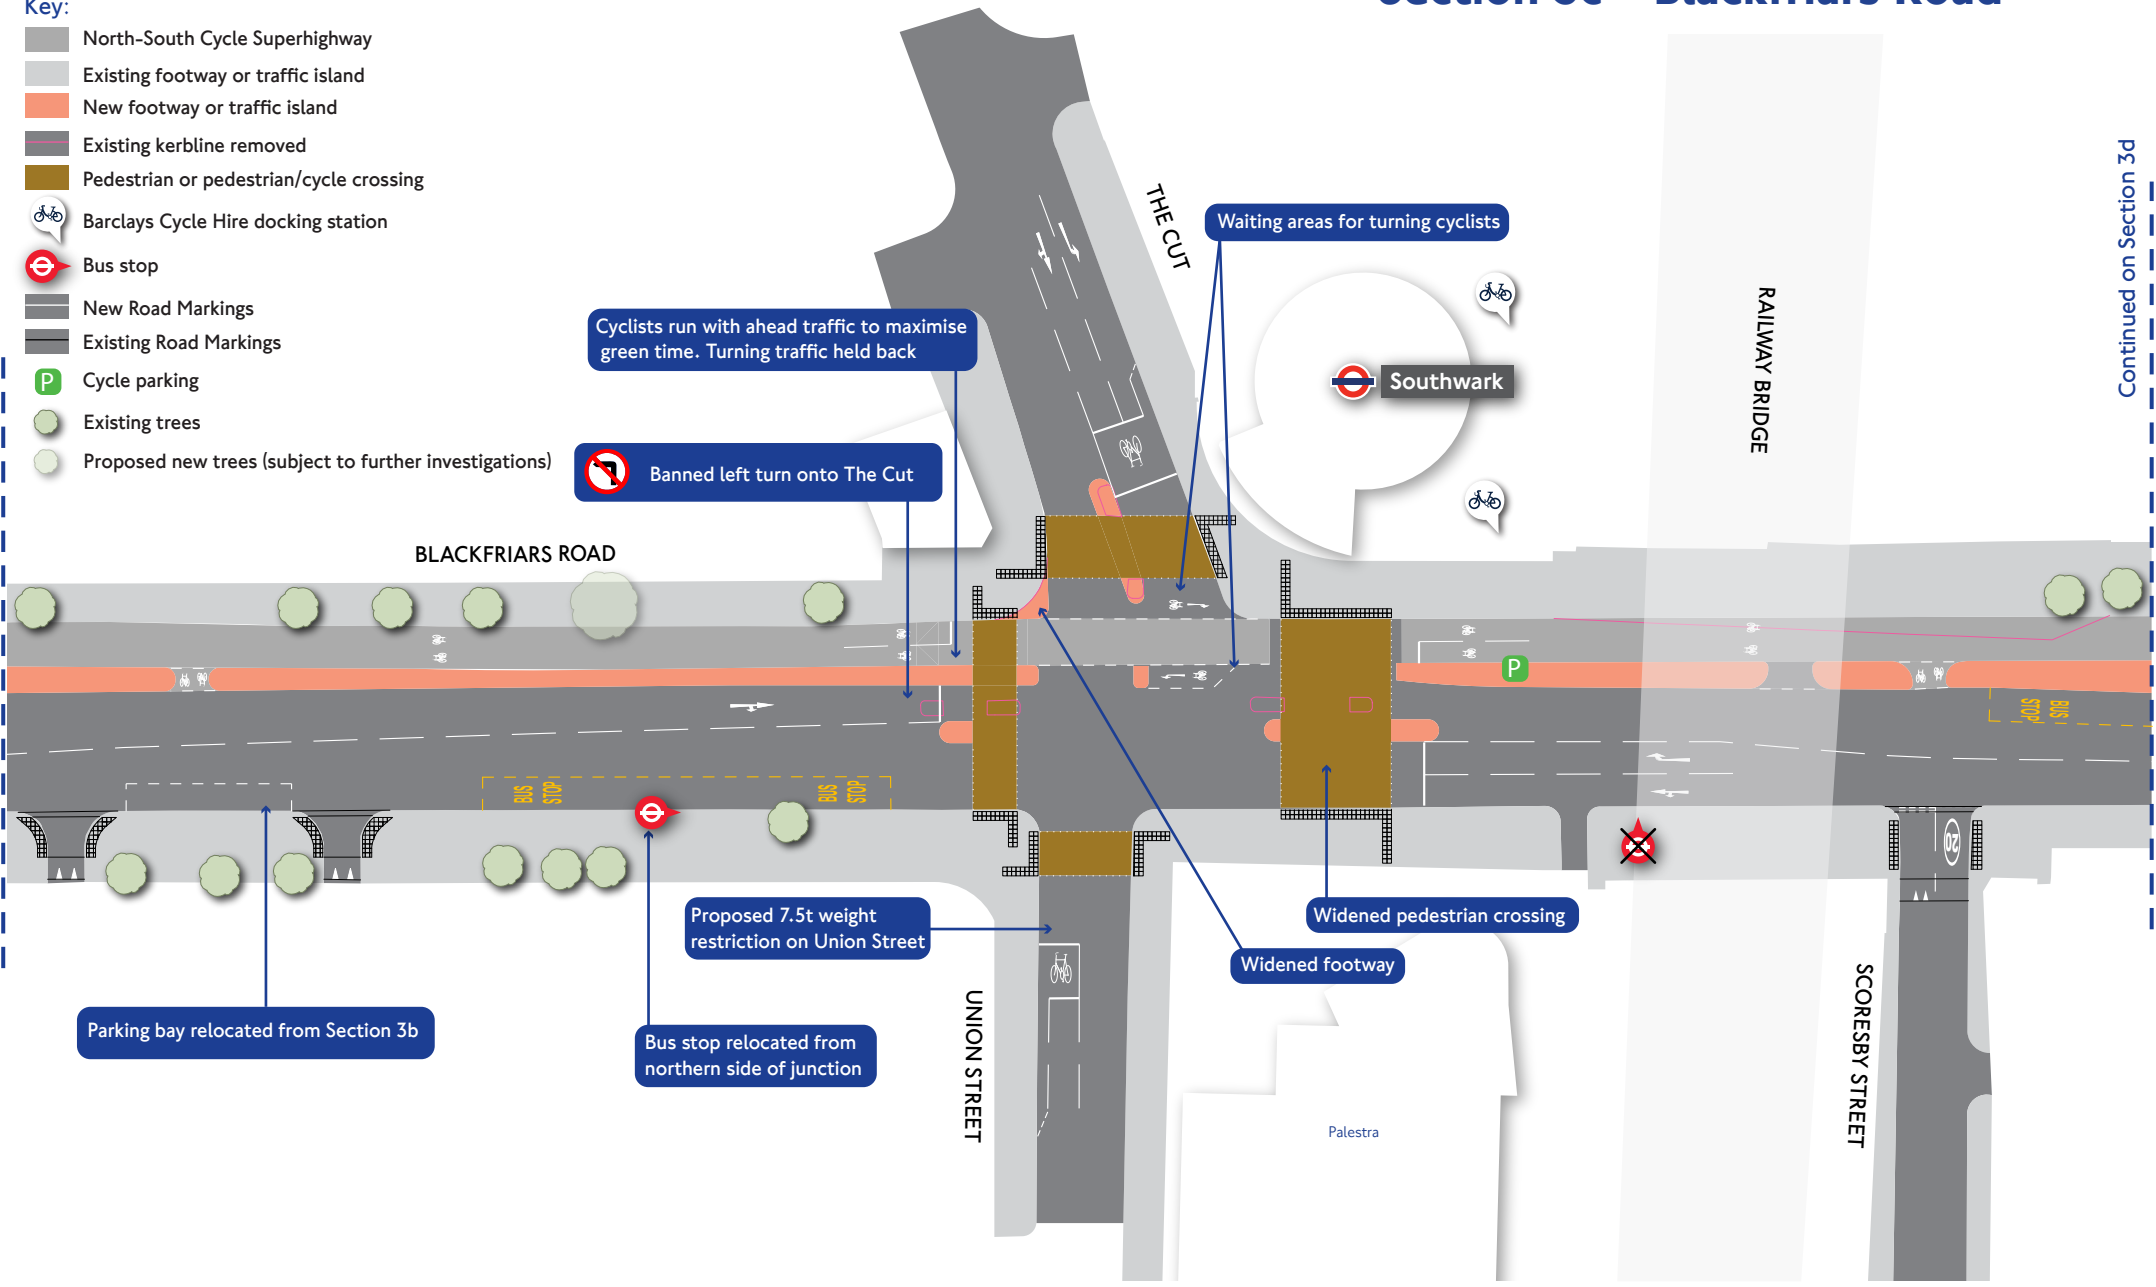 Key:
North-South Cycle Superhighway
Existing footway or traffic island
New footway or traffic island
Existing kerbline removed
Pedestrian or pedestrian/cycle crossing
Barclays Cycle Hire docking station
Bus stop
New Road Markings
Existing Road Markings
P
Cycle parking
Existing trees
Proposed new trees (subject to further investigations)
Blackfriars Road
Continued on Section 3d
THE CUT
Waiting areas for turning cyclists
Cyclists run with ahead traffic to maximise
green time. Turning traffic held back
Southwark
RAILWAY BRIDGE
Banned left turn onto The Cut
BLACKFRIARS ROAD
P
BUS
STOP
BUS
STOP
BUS
STOP
20
Proposed 7.5t weight
restriction on Union Street
Widened pedestrian crossing
Widened footway
Parking bay relocated from Section 3b
Bus stop relocated from
northern side of junction
UNION STREET
SCORESBY STREET
Palestra